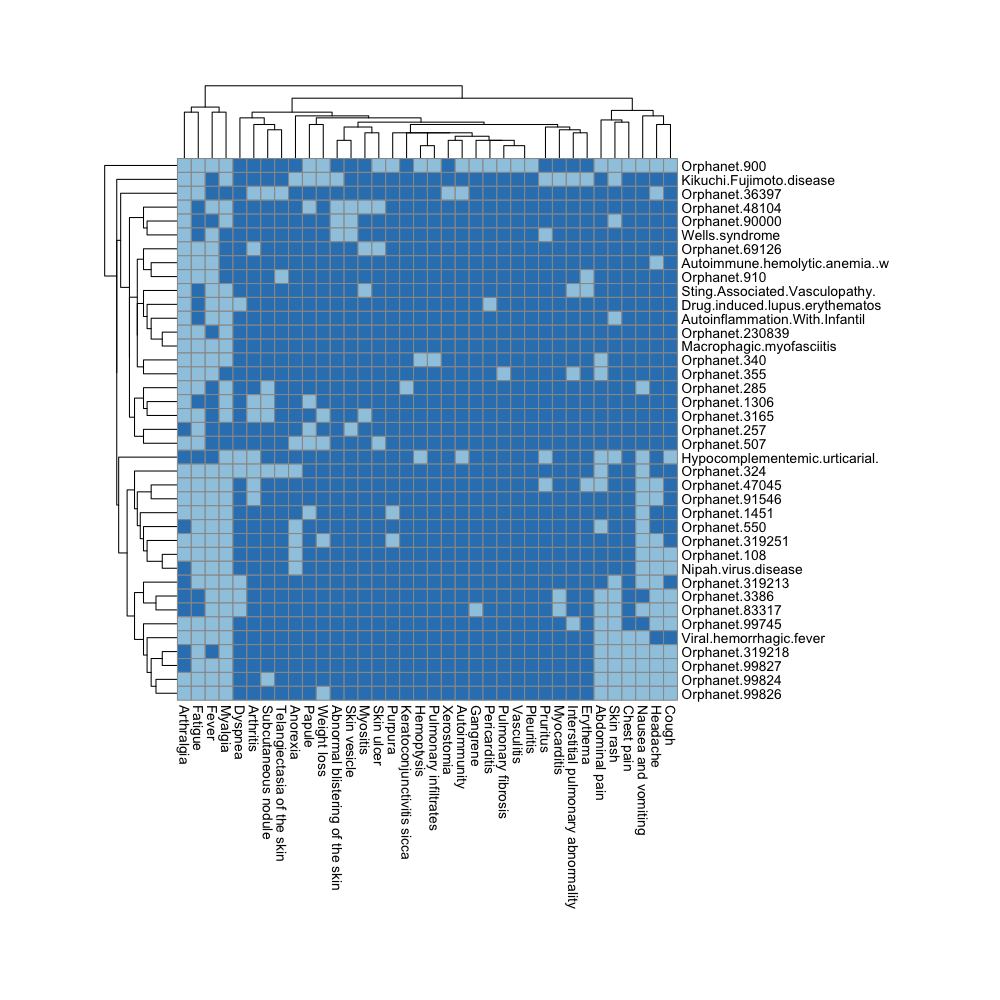 Orphanet.900
Kikuchi.Fujimoto.disease
Orphanet.36397
Orphanet.48104
Orphanet.90000
Wells.syndrome
Orphanet.69126
Autoimmune.hemolytic.anemia..w
Orphanet.910
Sting.Associated.Vasculopathy.
Drug.induced.lupus.erythematos
Autoinflammation.With.Infantil
Orphanet.230839
Macrophagic.myofasciitis
Orphanet.340
Orphanet.355
Orphanet.285
Orphanet.1306
Orphanet.3165
Orphanet.257
Orphanet.507
Hypocomplementemic.urticarial.
Orphanet.324
Orphanet.47045
Orphanet.91546
Orphanet.1451
Orphanet.550
Orphanet.319251
Orphanet.108
Nipah.virus.disease
Orphanet.319213
Orphanet.3386
Orphanet.83317
Orphanet.99745
Viral.hemorrhagic.fever
Orphanet.319218
Orphanet.99827
Orphanet.99824
Orphanet.99826
Arthralgia
Fatigue
Fever
Myalgia
Dyspnea
Arthritis
Subcutaneous nodule
Telangiectasia of the skin
Anorexia
Papule
Weight loss
Abnormal blistering of the skin
Skin vesicle
Myositis
Skin ulcer
Purpura
Keratoconjunctivitis sicca
Hemoptysis
Pulmonary infiltrates
Xerostomia
Autoimmunity
Gangrene
Pericarditis
Pulmonary fibrosis
Vasculitis
Pleuritis
Pruritus
Myocarditis
Interstitial pulmonary abnormality
Erythema
Abdominal pain
Skin rash
Chest pain
Nausea and vomiting
Headache
Cough